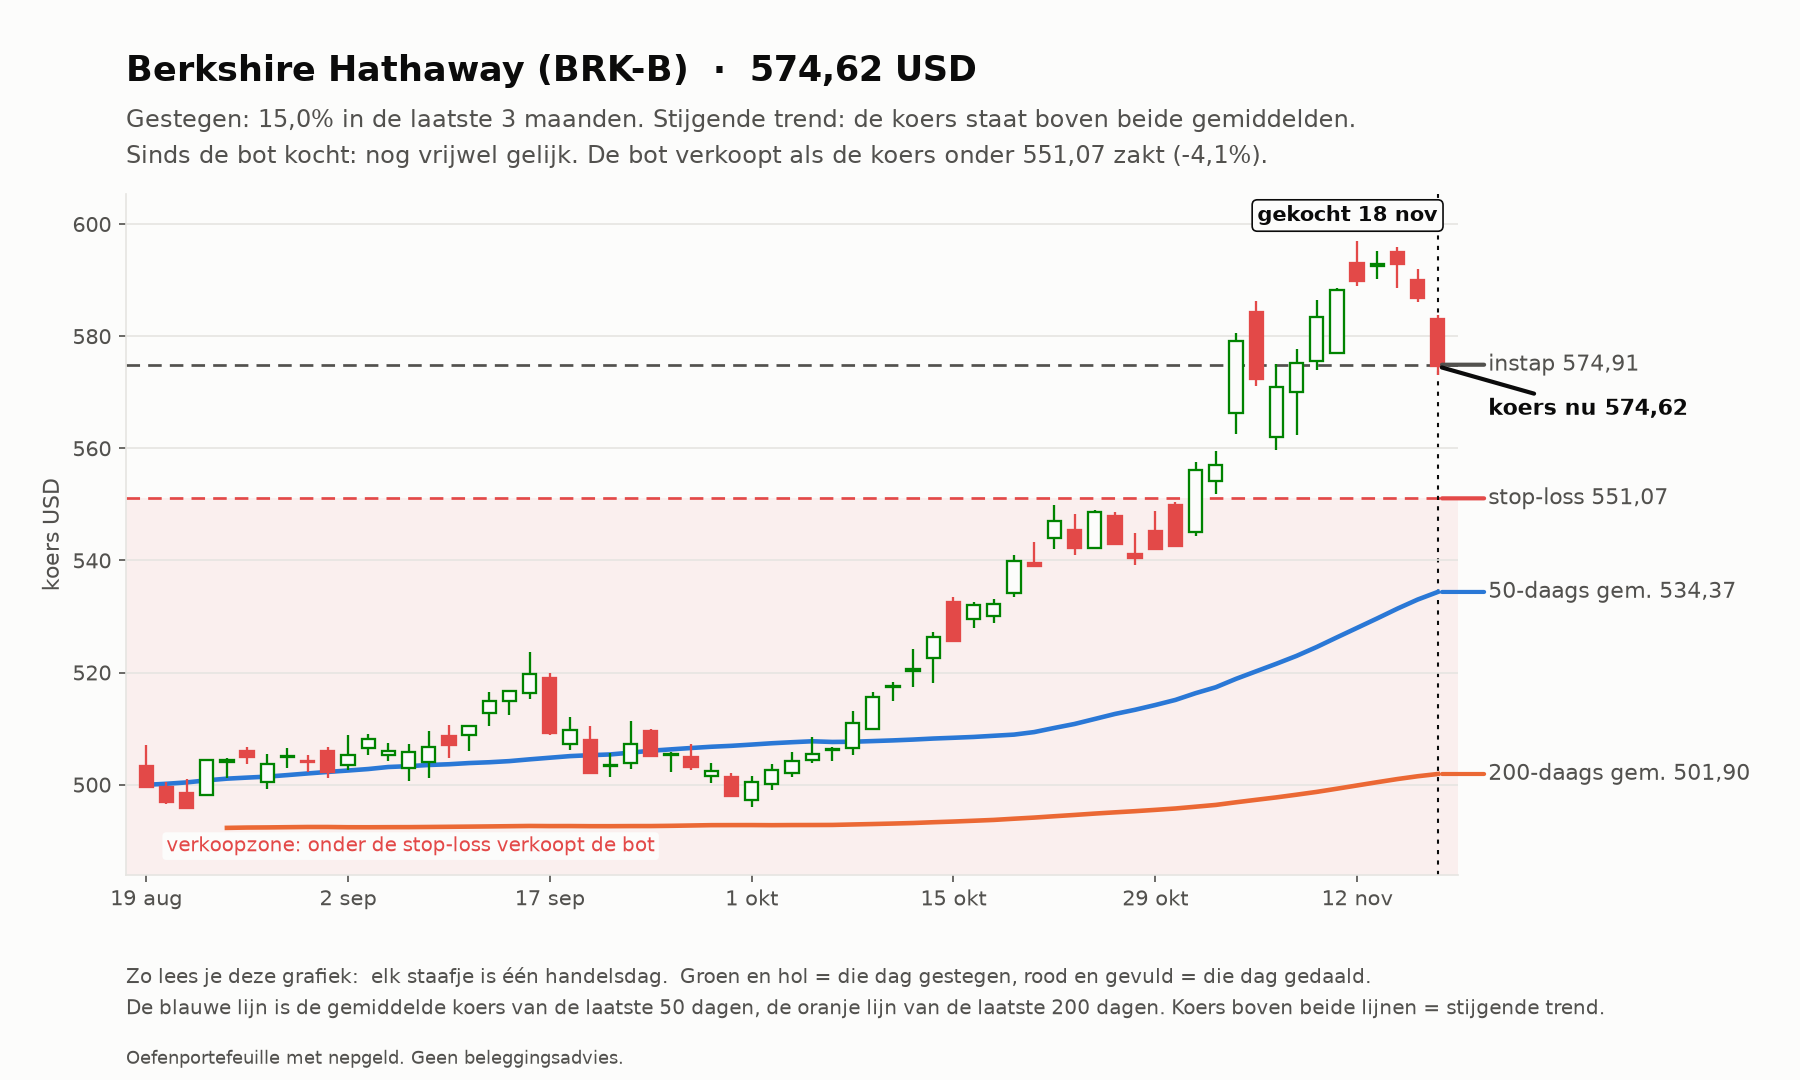 Berkshire Hathaway (BRK-B)  ·  574,62 USD
Gestegen: 15,0% in de laatste 3 maanden. Stijgende trend: de koers staat boven beide gemiddelden.
Sinds de bot kocht: nog vrijwel gelijk. De bot verkoopt als de koers onder 551,07 zakt (-4,1%).
gekocht 18 nov
600
580
560
540
520
500
koers USD
instap 574,91
koers nu 574,62
stop-loss 551,07
50-daags gem. 534,37
200-daags gem. 501,90
verkoopzone: onder de stop-loss verkoopt de bot
19 aug
2 sep
17 sep
1 okt
15 okt
29 okt
12 nov
Zo lees je deze grafiek:  elk staafje is één handelsdag.  Groen en hol = die dag gestegen, rood en gevuld = die dag gedaald.
De blauwe lijn is de gemiddelde koers van de laatste 50 dagen, de oranje lijn van de laatste 200 dagen. Koers boven beide lijnen = stijgende trend.
Oefenportefeuille met nepgeld. Geen beleggingsadvies.